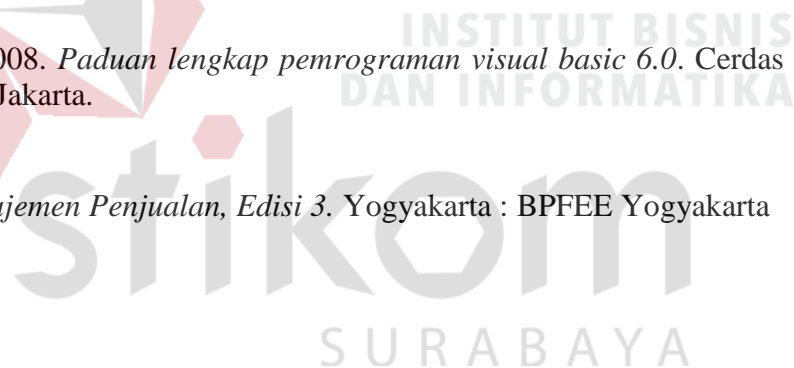 INSTITUT BISNIS
DAN INFORMATIKA
008. Paduan lengkap pemrograman visual basic 6.0. Cerdas
Jakarta.
stikom
ajemen Penjualan, Edisi 3. Yogyakarta : BPFEE Yogyakarta
SURABAYA